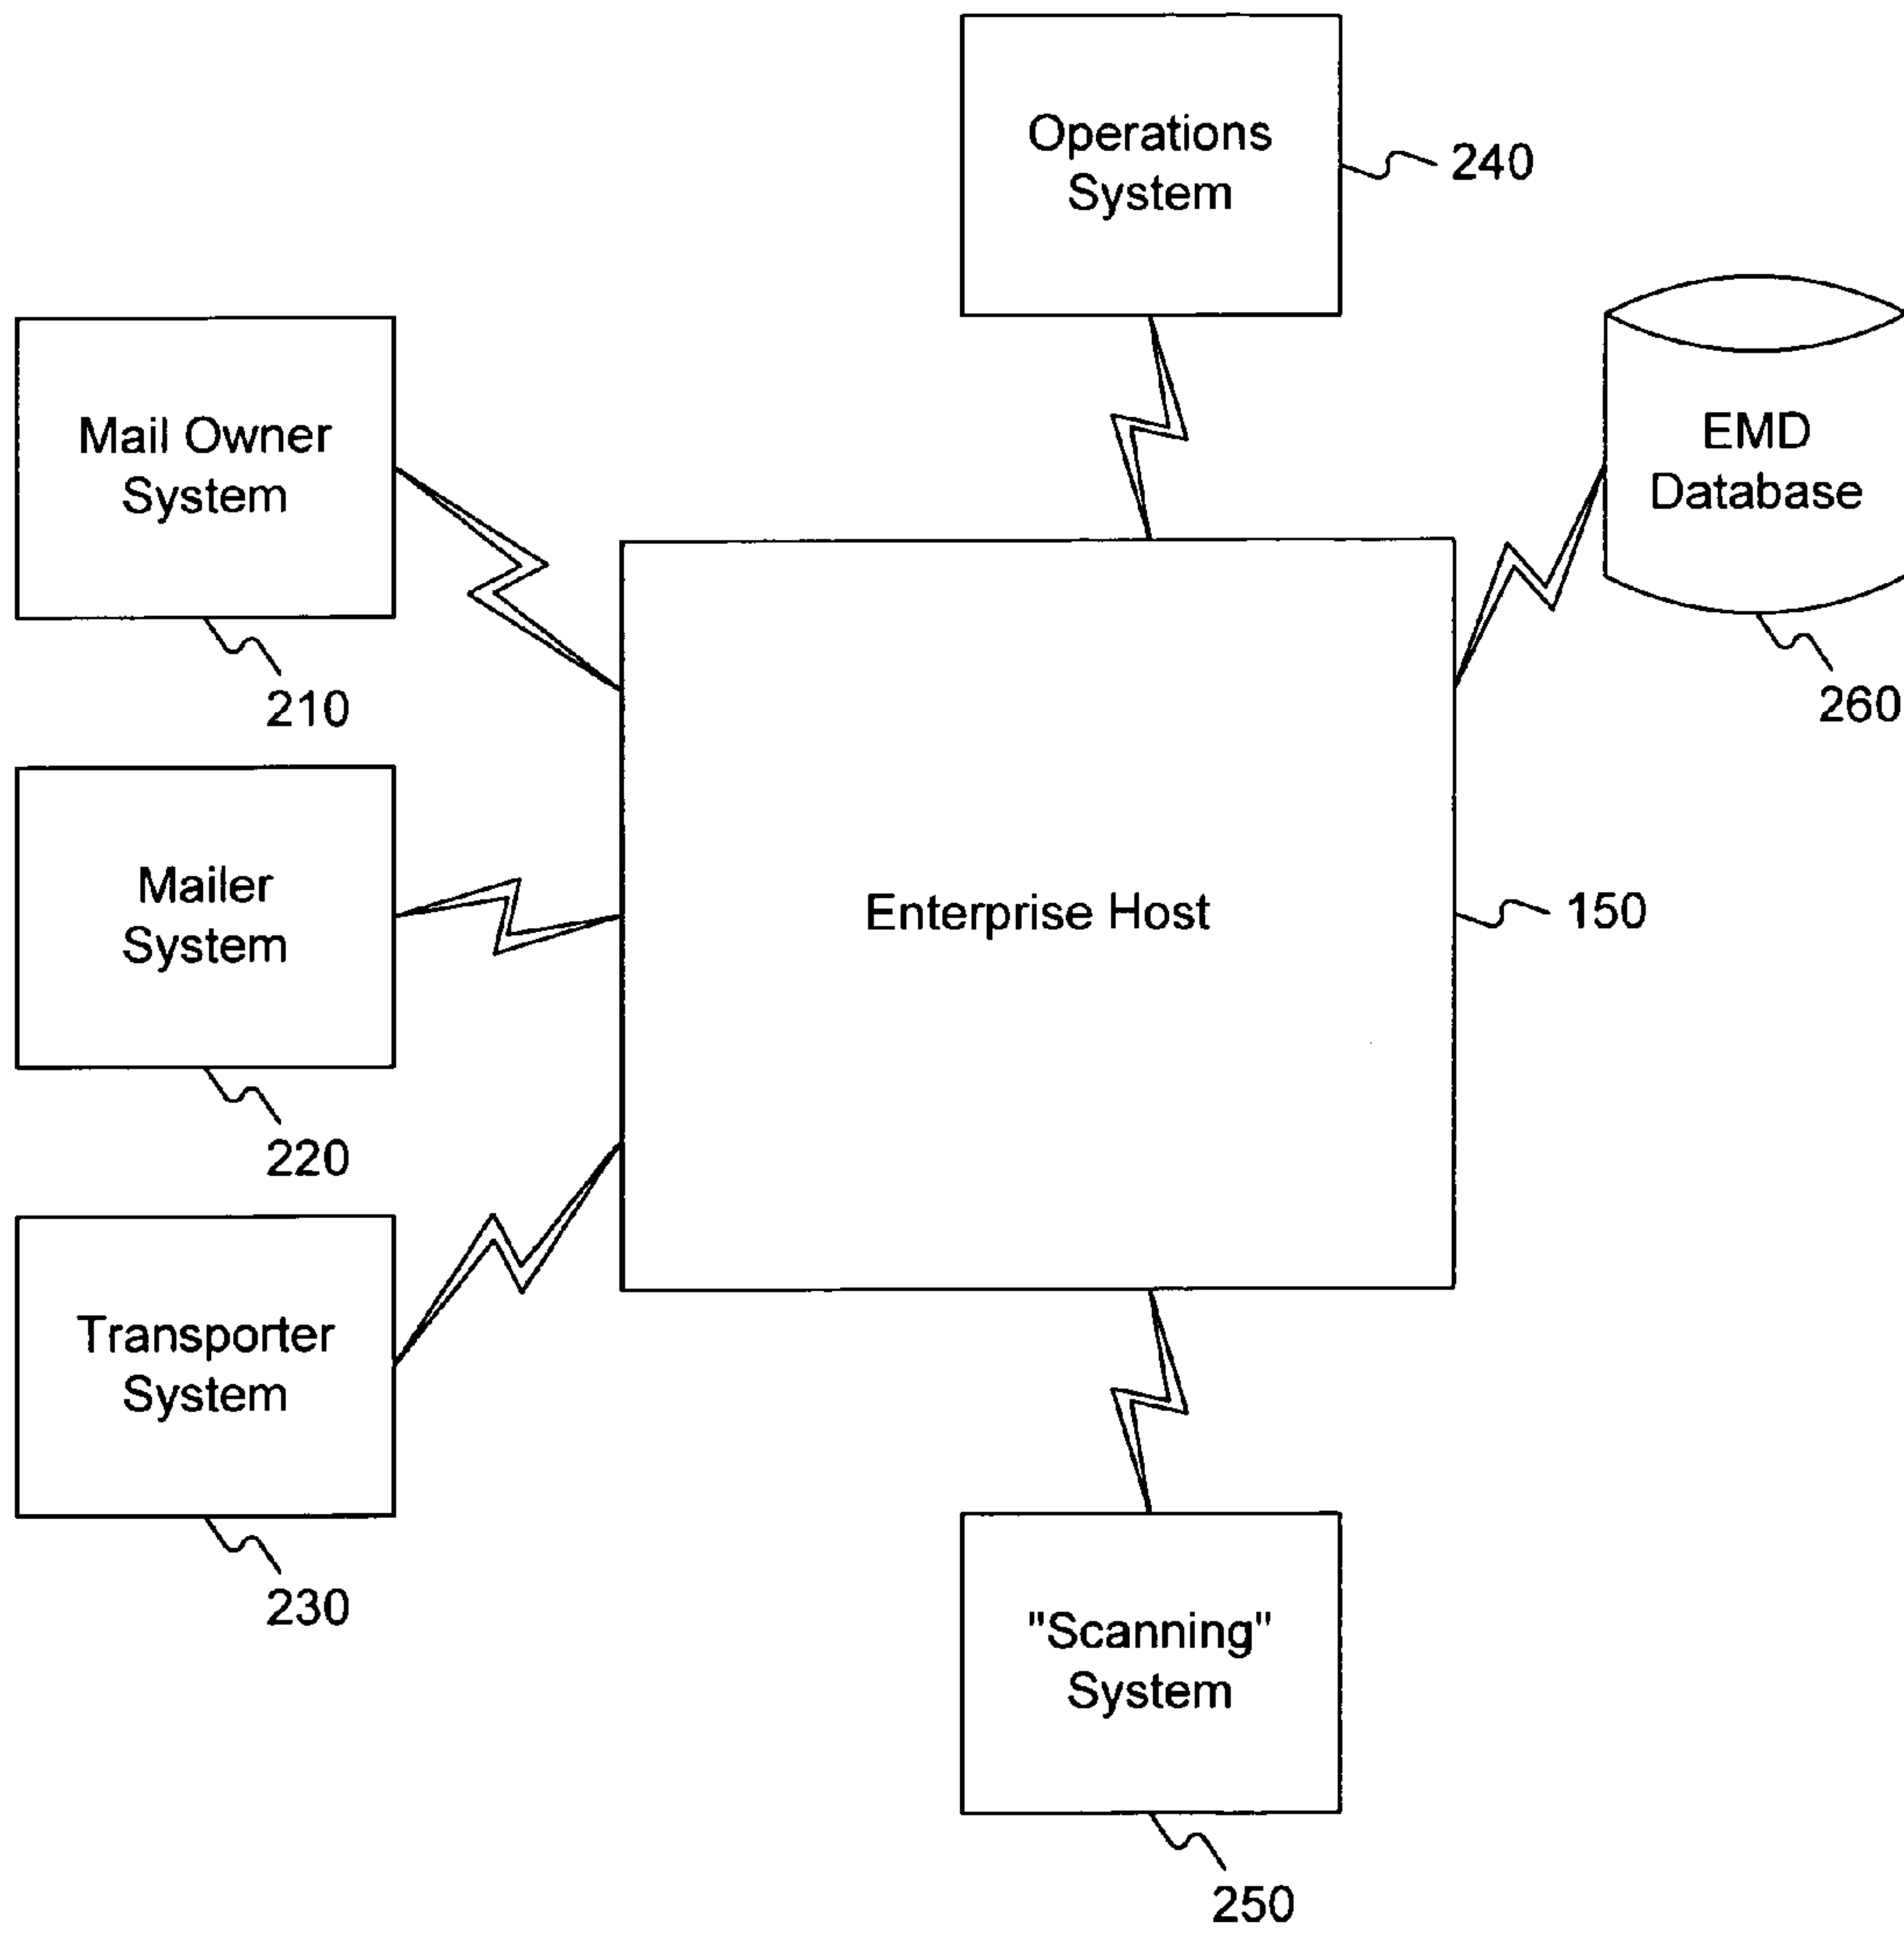 Operations
System
240
Mail Owner
System
210
EMD
Database
260
Mailer
System
220
Enterprise Host
150
Transporter
System
230
"Scanning"
System
250